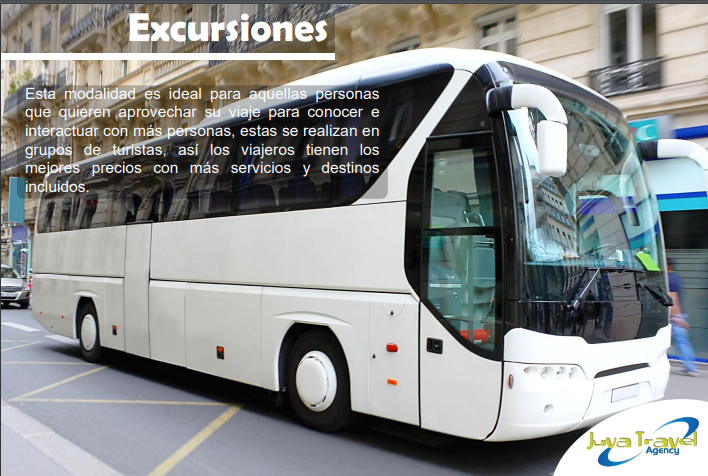 Excursiones
Esta modalidad es ideal para aquellas personas
que quieren aprovechar su viaje para conocer e
interactuar con más personas, estas se realizan en
grupos de turistas, así los viajeros tienen los
mejores precios con más servicios y destinos
incluidos.
Juva Travel
Agency